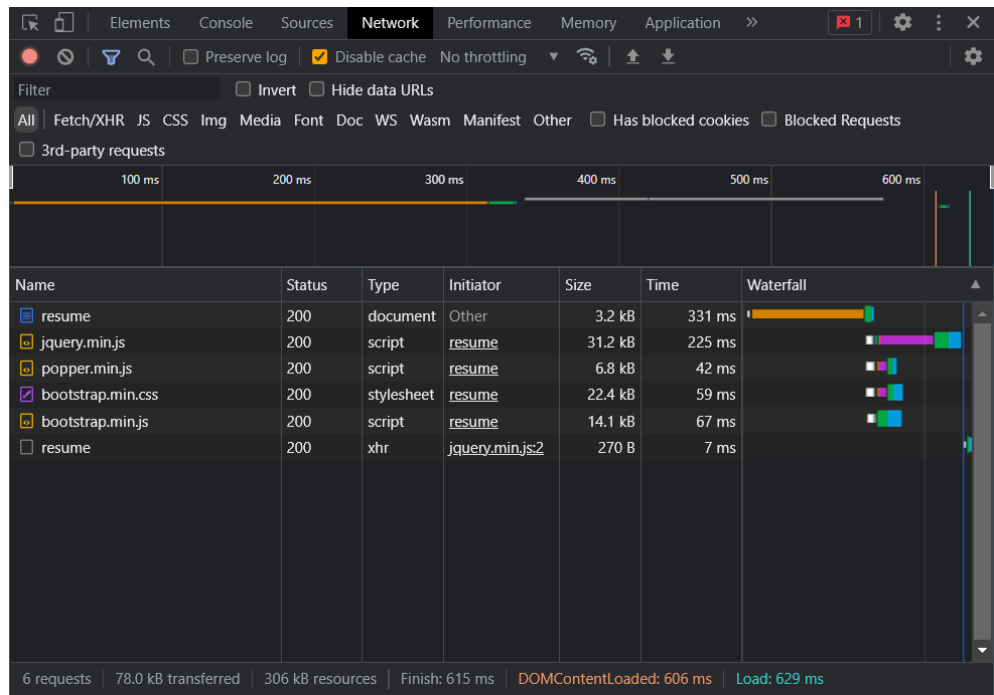 Elements Console Sources Network Performance Memory Application » 1
Preserve log Disable cache No throttling
Filter Invert Hide data URLs
All Fetch/XHR JS CSS Img Media Font Doc WS Wasm Manifest Other Has blocked cookies Blocked Requests
3rd-party requests
100 ms 200 ms 300 ms 400 ms 500 ms 600 ms
Name Status Type Initiator Size Time Waterfall
resume 200 document Other 3.2 kB 331 ms
jquery.min.js 200 script resume 31.2 kB 225 ms
popper.min.js 200 script resume 6.8 kB 42 ms
bootstrap.min.css 200 stylesheet resume 22.4 kB 59 ms
bootstrap.min.js 200 script resume 14.1 kB 67 ms
resume 200 xhr jquery.min.js:2 270 B 7 ms
6 requests 78.0 kB transferred 306 kB resources Finish: 615 ms DOMContentLoaded: 606 ms Load: 629 ms